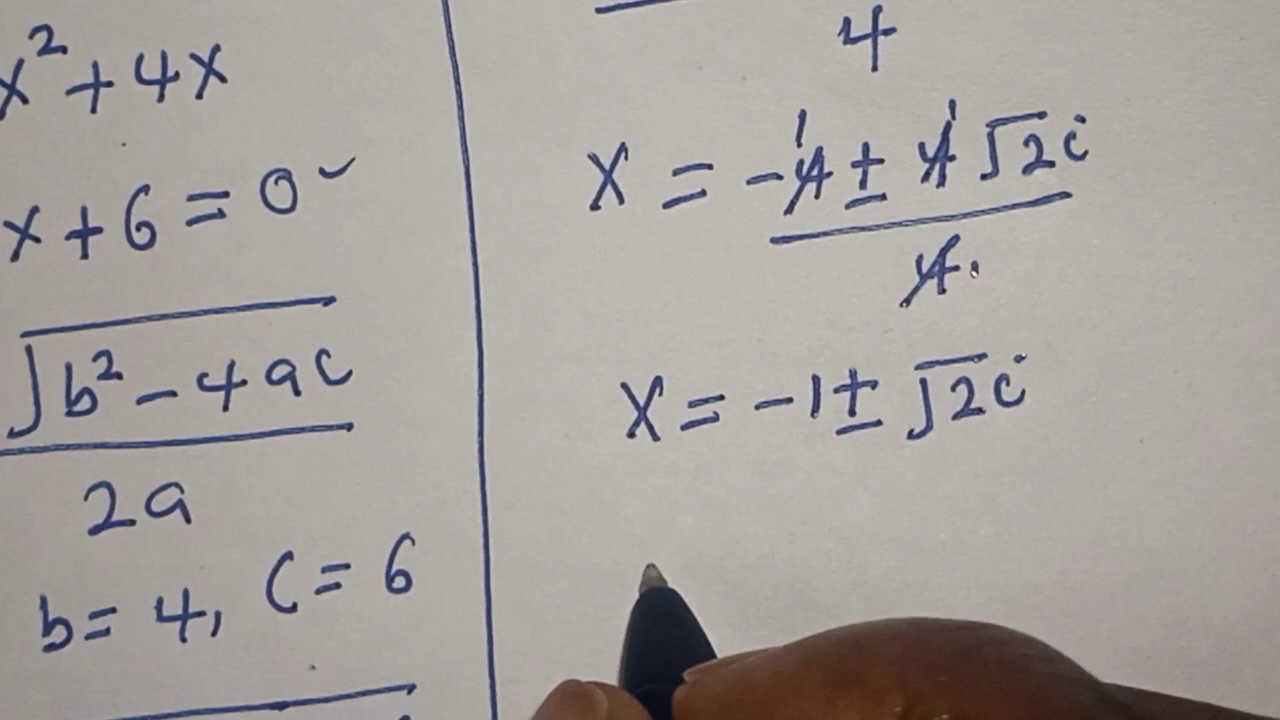 x² + 4x
x + 6 = 0
√b² - 4ac
2a
b = 4, c = 6
4
x = -4 ± 4√2i
4.
x = -1 ± √2i